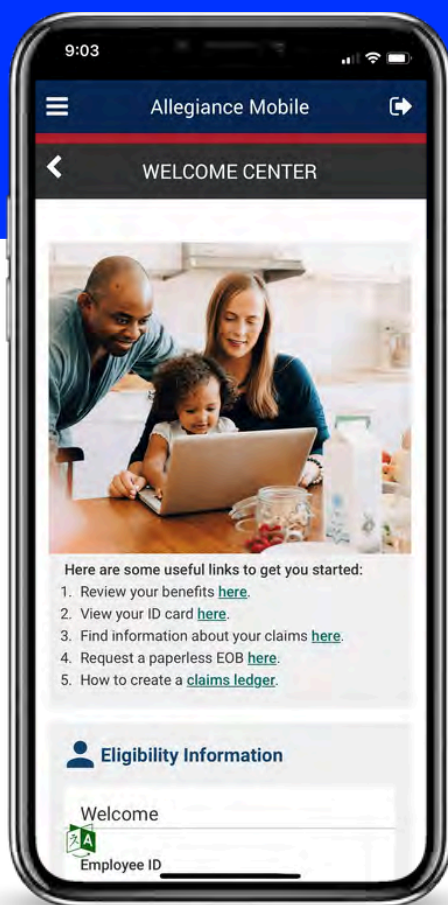 9:03
Allegiance Mobile
WELCOME CENTER
Here are some useful links to get you started:
1. Review your benefits here.
2. View your ID card here.
3. Find information about your claims here.
4. Request a paperless EOB here.
5. How to create a claims ledger.
Eligibility Information
Welcome
A
Employee ID